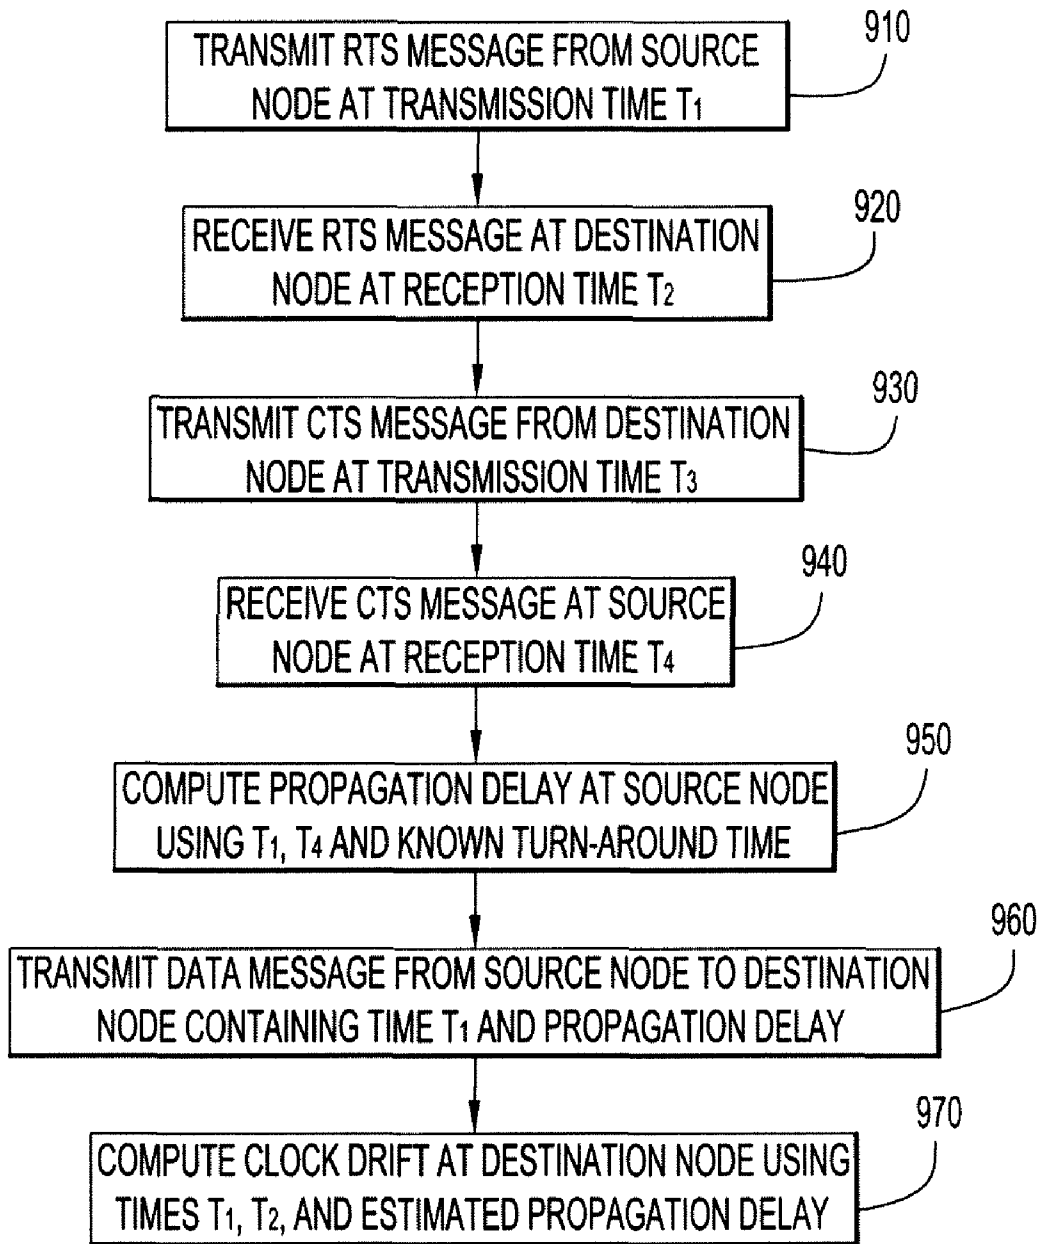 910
TRANSMIT RTS MESSAGE FROM SOURCE
NODE AT TRANSMISSION TIME T1
920
RECEIVE RTS MESSAGE AT DESTINATION
NODE AT RECEPTION TIME T2
930
TRANSMIT CTS MESSAGE FROM DESTINATION
NODE AT TRANSMISSION TIME T3
940
RECEIVE CTS MESSAGE AT SOURCE
NODE AT RECEPTION TIME T4
950
COMPUTE PROPAGATION DELAY AT SOURCE NODE
USING T1, T4 AND KNOWN TURN-AROUND TIME
960
TRANSMIT DATA MESSAGE FROM SOURCE NODE TO DESTINATION
NODE CONTAINING TIME T1 AND PROPAGATION DELAY
970
COMPUTE CLOCK DRIFT AT DESTINATION NODE USING
TIMES T1, T2, AND ESTIMATED PROPAGATION DELAY